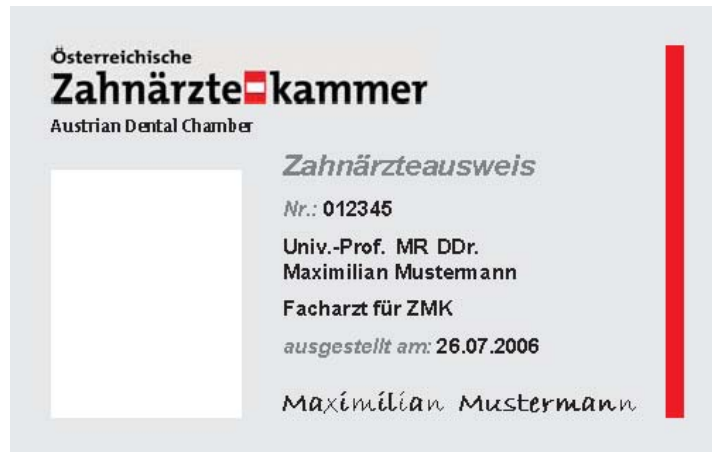 Österreichische
Zahnärzte kammer
Austrian Dental Chamber
Zahnärzteausweis
Nr.: 012345
Univ.-Prof. MR DDr.
Maximilian Mustermann
Facharzt für ZMK
ausgestellt am: 26.07.2006
Maximilian Mustermann